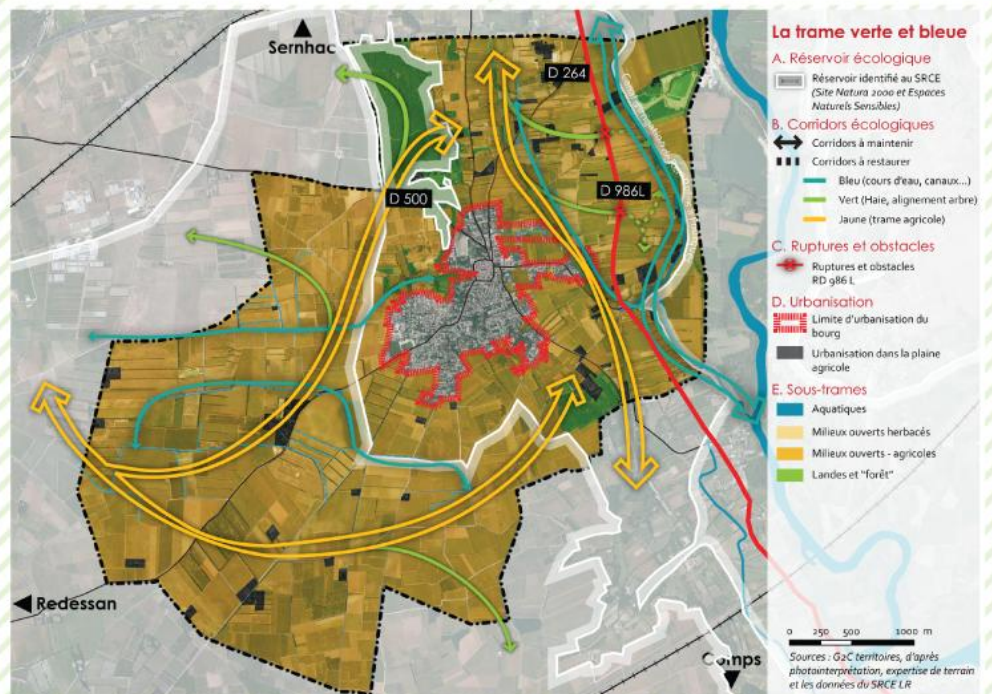 Sernhac
D 264
D 986L
D 500
Redessan
Comps
La trame verte et bleue
A. Réservoir écologique
Réservoir identifié au SRCE
(Site Natura 2000 et Espaces
Naturels Sensibles)
B. Corridors écologiques
Corridors à maintenir
Corridors à restaurer
Bleu (cours d'eau, canaux...)
Vert (Haie, alignement arbre)
Jaune (trame agricole)
C. Ruptures et obstacles
Ruptures et obstacles
RD 986 L
D. Urbanisation
Limite d'urbanisation du
bourg
Urbanisation dans la plaine
agricole
E. Sous-trames
Aquatiques
Milieux ouverts herbacés
Milieux ouverts - agricoles
Landes et "forêt"
0 250 500 1000 m
Sources : G2C territoires, d'après
photointerprétation, expertise de terrain
et les données du SRCE LR